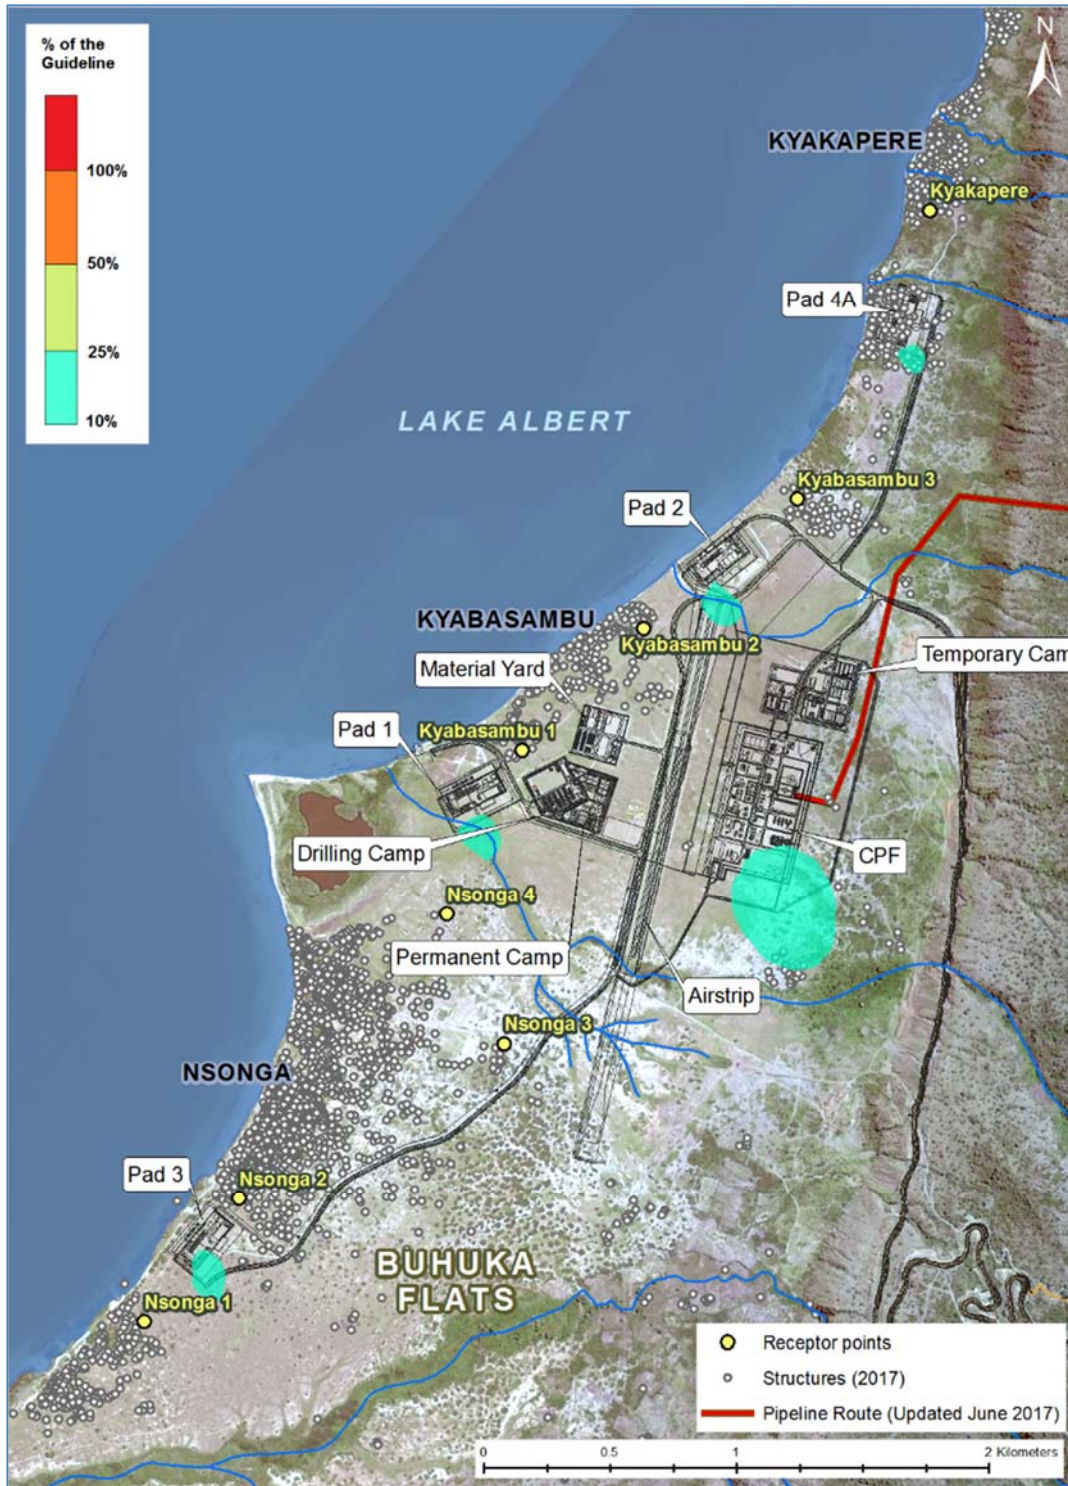 % of the
Guideline
100%
50%
25%
10%
N
KYAKAPERE
Kyakapere
Pad 4A
LAKE ALBERT
Kyabasambu 3
Pad 2
KYABASAMBU
Kyabasambu 2
Material Yard
Temporary Cam
Pad 1
Kyabasambu 1
Drilling Camp
CPF
Nsonga 4
Permanent Camp
Airstrip
Nsonga 3
NSONGA
Pad 3
Nsonga 2
BUHUKA
FLATS
Nsonga 1
Receptor points
Structures (2017)
Pipeline Route (Updated June 2017)
0 0.5 1 2 Kilometers